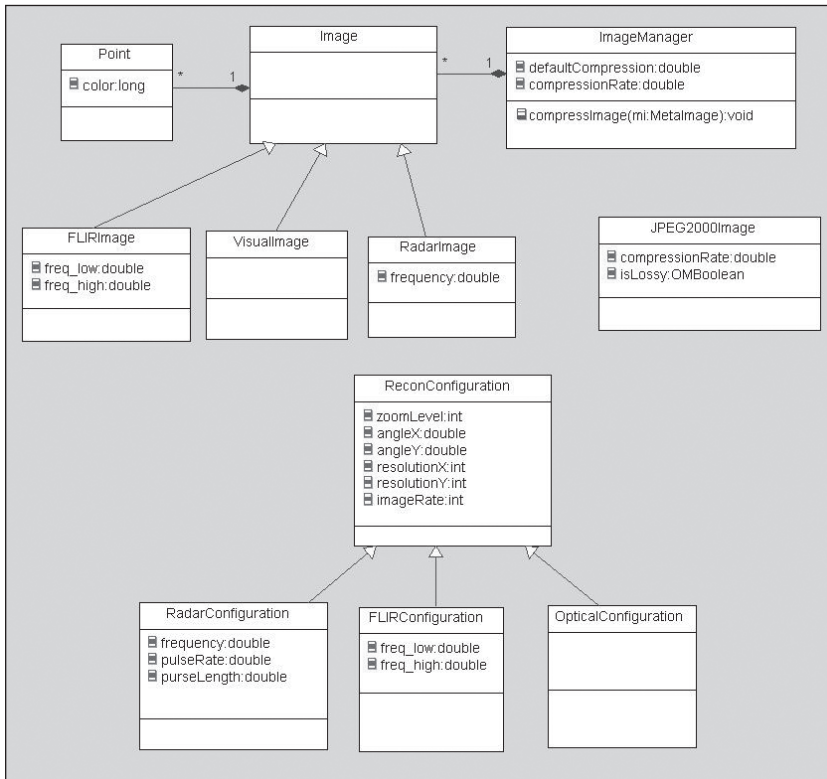 Point
color:long
*
1
Image
*
1
ImageManager
defaultCompression:double
compressionRate:double
compressImage(mi:MetaImage):void
FLIRImage
freq_low:double
freq_high:double
VisualImage
RadarImage
frequency:double
JPEG2000Image
compressionRate:double
isLossy:OMBoolean
ReconConfiguration
zoomLevel:int
angleX:double
angleY:double
resolutionX:int
resolutionY:int
imageRate:int
RadarConfiguration
frequency:double
pulseRate:double
purseLength:double
FLIRConfiguration
freq_low:double
freq_high:double
OpticalConfiguration